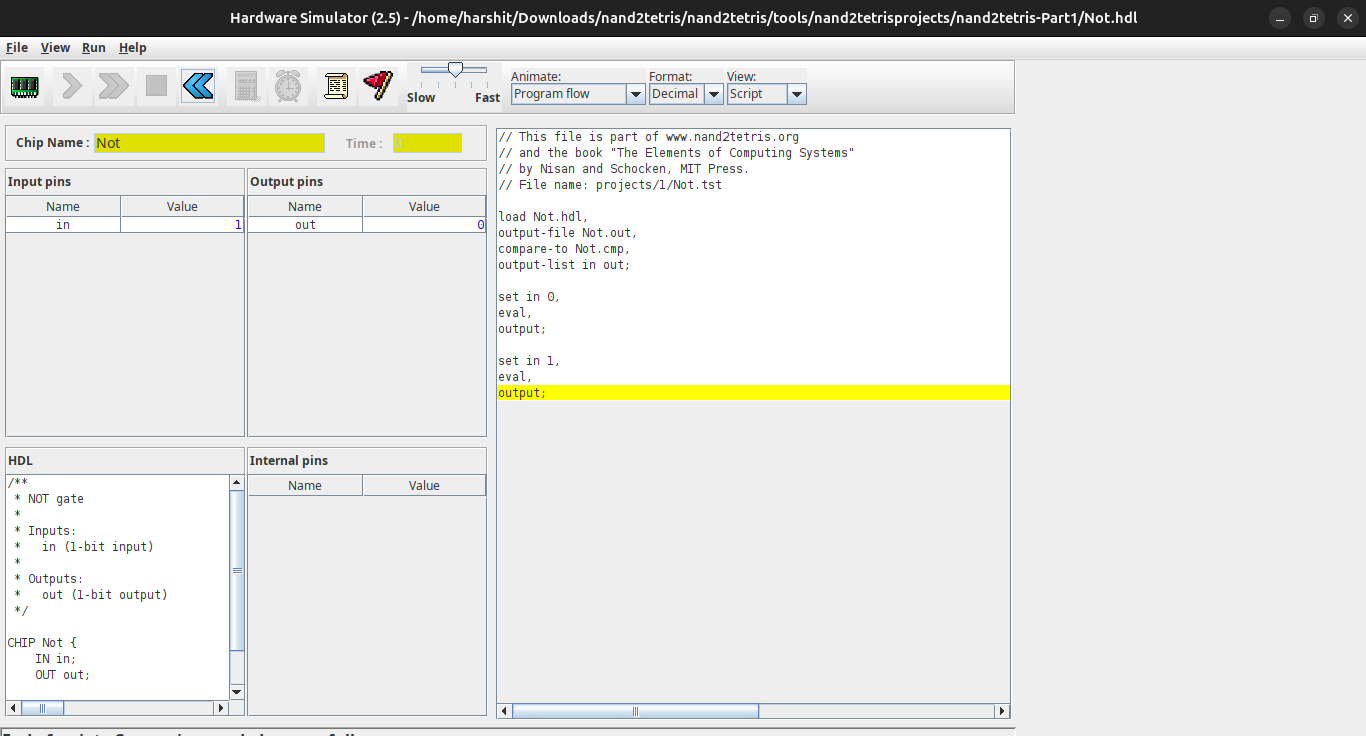 Hardware Simulator (2.5) - /home/harshit/Downloads/nand2tetris/nand2tetris/tools/nand2tetrisprojects/nand2tetris-Part1/Not.hdl
File View Run Help
Slow Fast
Animate: Format: View:
Program flow Decimal Script
Chip Name : Not Time : 0
Input pins
Name Value
in 1
Output pins
Name Value
out 0
HDL
/**
* NOT gate
*
* Inputs:
* in (1-bit input)
*
* Outputs:
* out (1-bit output)
*/
CHIP Not {
IN in;
OUT out;
Internal pins
Name Value
// This file is part of www.nand2tetris.org
// and the book "The Elements of Computing Systems"
// by Nisan and Schocken, MIT Press.
// File name: projects/1/Not.tst
load Not.hdl,
output-file Not.out,
compare-to Not.cmp,
output-list in out;
set in 0,
eval,
output;
set in 1,
eval,
output;